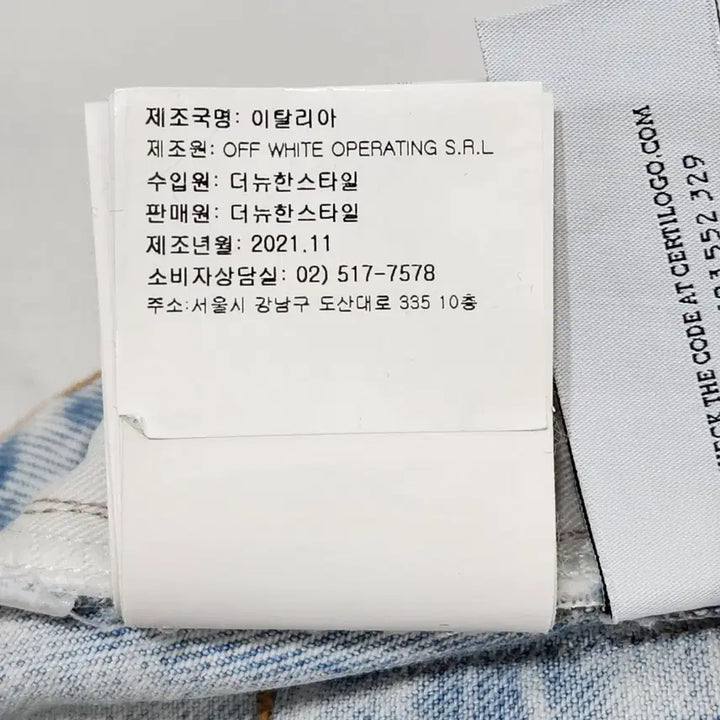 제조국명: 이탈리아
제조원: OFF WHITE OPERATING S.R.L
수입원: 더뉴한스타일
판매원: 더뉴한스타일
제조년월: 2021.11
소비자상담실: 02) 517-7578
주소:서울시 강남구 도산대로 335 10층
THE CODE AT CERTILOGO.COM
552 329